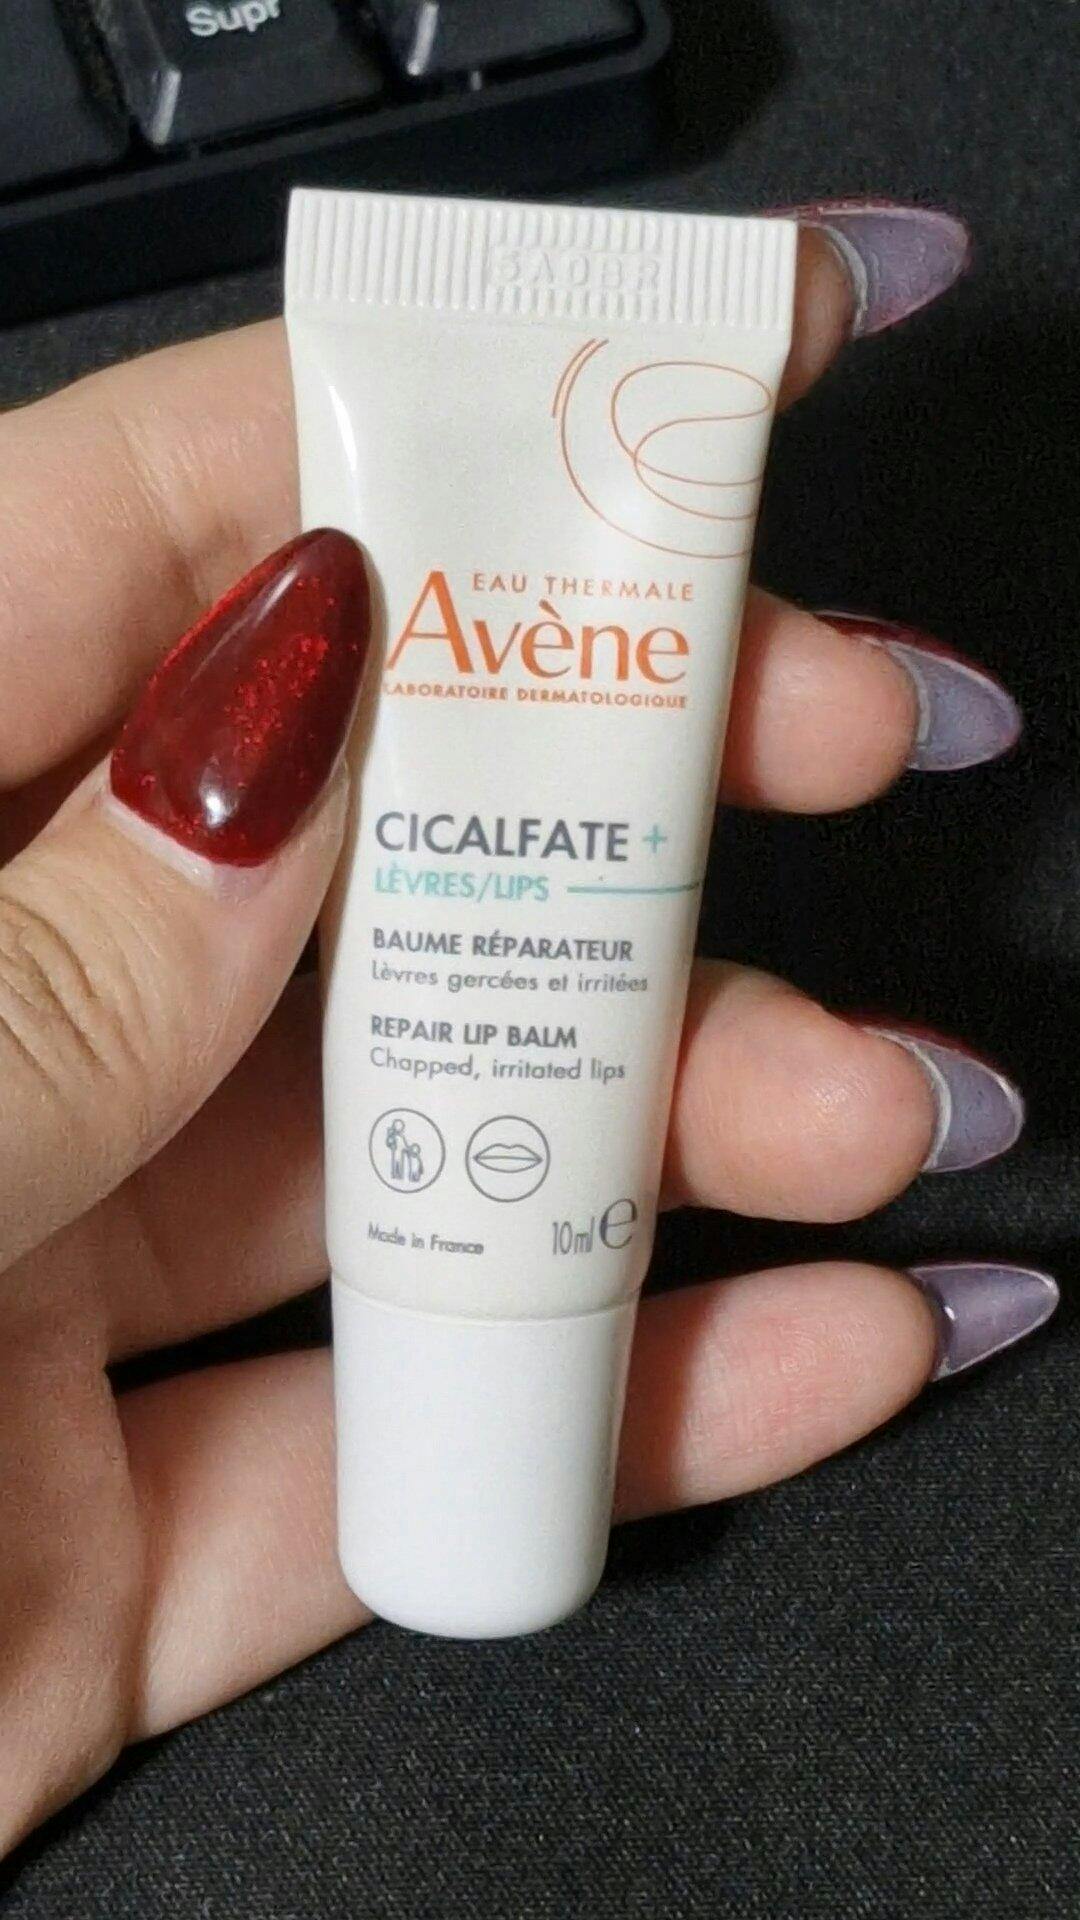 Supr
5A0BR
EAU THERMALE
Avène
LABORATOIRE DERMATOLOGIQUE
CICALFATE +
LÈVRES/LIPS
BAUME RÉPARATEUR
Lèvres gercées et irritées
REPAIR LIP BALM
Chapped, irritated lips
Made in France
10ml e